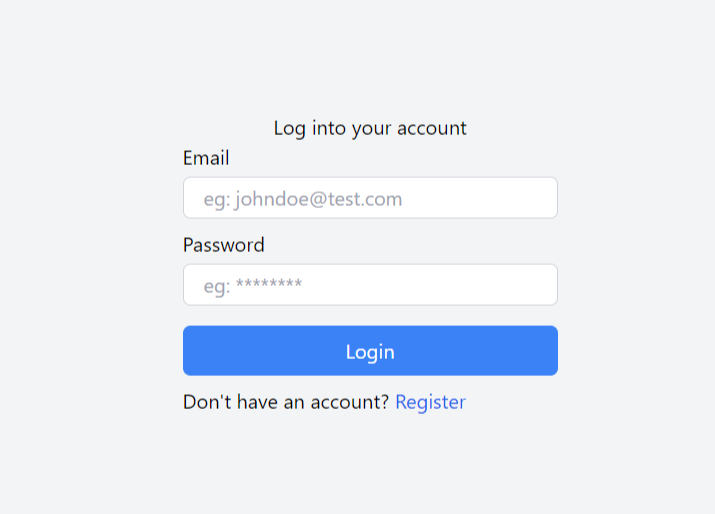 Log into your account
Email
eg: johndoe@test.com
Password
eg: ********
Login
Don't have an account? Register